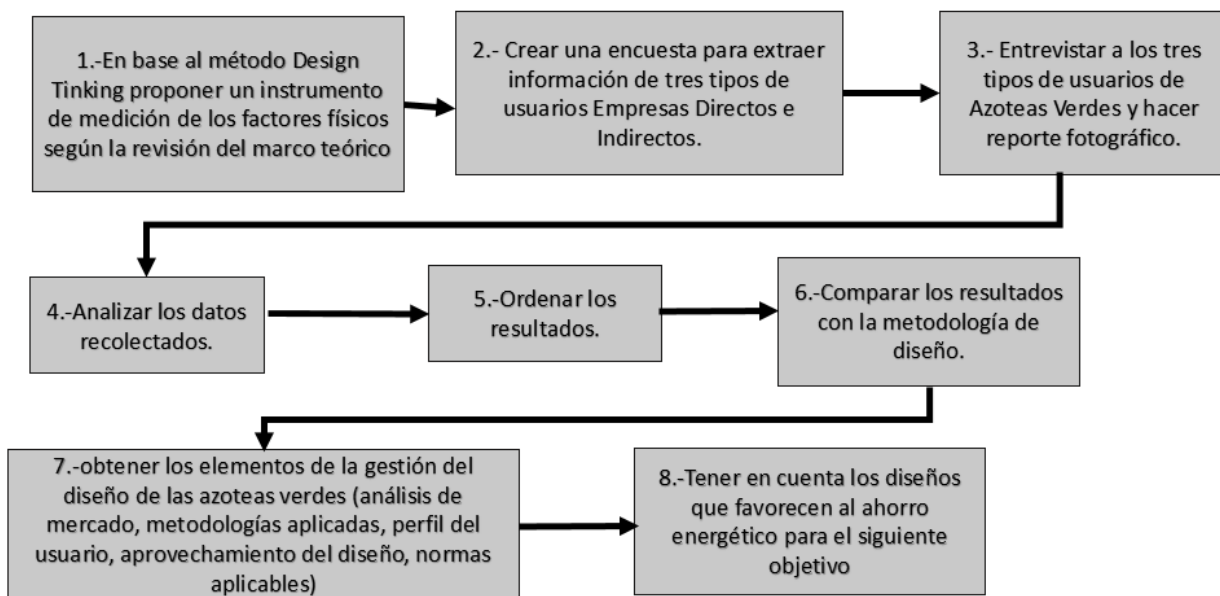 1.-En base al método Design
Tinking proponer un instrumento
de medición de los factores físicos
según la revisión del marco teórico
2.- Crear una encuesta para extraer
información de tres tipos de
usuarios Empresas Directos e
Indirectos.
3.- Entrevistar a los tres
tipos de usuarios de
Azoteas Verdes y hacer
reporte fotográfico.
4.-Analizar los datos
recolectados.
5.-Ordenar los
resultados.
6.-Comparar los resultados
con la metodología de
diseño.
7.-obtener los elementos de la gestión del
diseño de las azoteas verdes (análisis de
mercado, metodologías aplicadas, perfil del
usuario, aprovechamiento del diseño, normas
aplicables)
8.-Tener en cuenta los diseños
que favorecen al ahorro
energético para el siguiente
objetivo